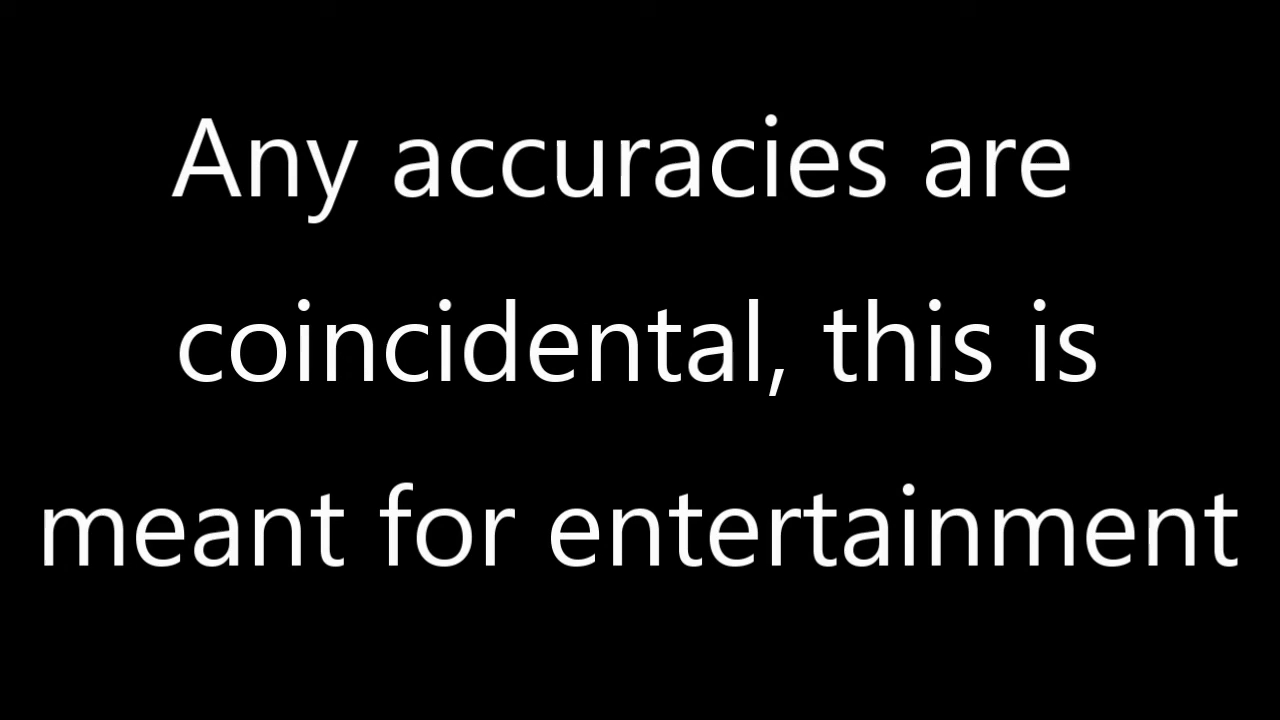 Any accuracies are
coincidental, this is
meant for entertainment